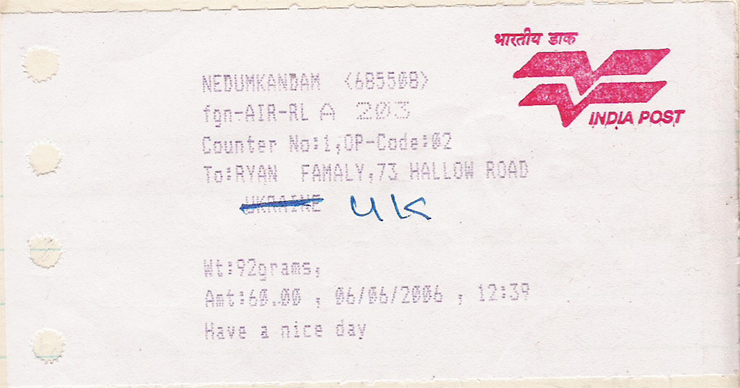 भारतीय डाक
INDIA POST
NEDUMKANDAM <685508>
fgn-AIR-RL A 203
Counter No:1,OP-Code:02
To:RYAN FAMALY,73 HALLOW ROAD
UKRAINE UK
Wt:92grams,
Amt:60.00 , 06/06/2006 , 12:39
Have a nice day